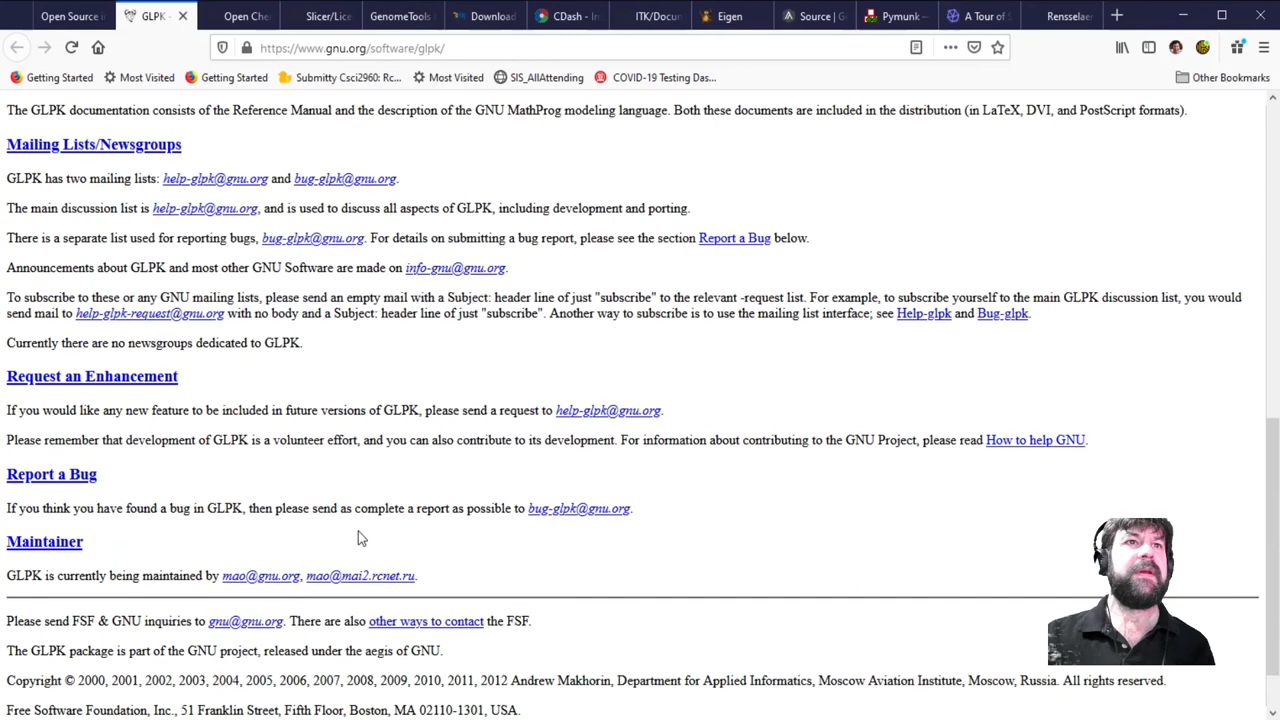 Open Source i
GLPK -
Open Che
Slicer/Lice
GenomeTools
Download
CDash - In
ITK/Docu
Eigen
Source | G
Pymunk —
A Tour of
Rensselae
https://www.gnu.org/software/glpk/
Getting Started
Most Visited
Getting Started
Submitty Csci2960: Rc...
Most Visited
SIS_AllAttending
COVID-19 Testing Das...
Other Bookmarks
The GLPK documentation consists of the Reference Manual and the description of the GNU MathProg modeling language. Both these documents are included in the distribution (in LaTeX, DVI, and PostScript formats).
Mailing Lists/Newsgroups
GLPK has two mailing lists: help-glpk@gnu.org and bug-glpk@gnu.org.
The main discussion list is help-glpk@gnu.org, and is used to discuss all aspects of GLPK, including development and porting.
There is a separate list used for reporting bugs, bug-glpk@gnu.org. For details on submitting a bug report, please see the section Report a Bug below.
Announcements about GLPK and most other GNU Software are made on info-gnu@gnu.org.
To subscribe to these or any GNU mailing lists, please send an empty mail with a Subject: header line of just "subscribe" to the relevant -request list. For example, to subscribe yourself to the main GLPK discussion list, you would
send mail to help-glpk-request@gnu.org with no body and a Subject: header line of just "subscribe". Another way to subscribe is to use the mailing list interface; see Help-glpk and Bug-glpk.
Currently there are no newsgroups dedicated to GLPK.
Request an Enhancement
If you would like any new feature to be included in future versions of GLPK, please send a request to help-glpk@gnu.org.
Please remember that development of GLPK is a volunteer effort, and you can also contribute to its development. For information about contributing to the GNU Project, please read How to help GNU.
Report a Bug
If you think you have found a bug in GLPK, then please send as complete a report as possible to bug-glpk@gnu.org.
Maintainer
GLPK is currently being maintained by mao@gnu.org, mao@mai2.rcnet.ru.
Please send FSF & GNU inquiries to gnu@gnu.org. There are also other ways to contact the FSF.
The GLPK package is part of the GNU project, released under the aegis of GNU.
Copyright © 2000, 2001, 2002, 2003, 2004, 2005, 2006, 2007, 2008, 2009, 2010, 2011, 2012 Andrew Makhorin, Department for Applied Informatics, Moscow Aviation Institute, Moscow, Russia. All rights reserved.
Free Software Foundation, Inc., 51 Franklin Street, Fifth Floor, Boston, MA 02110-1301, USA.